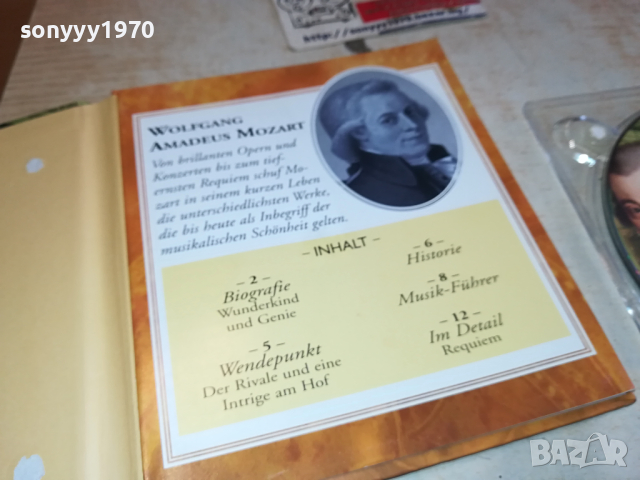 sonyyy1970
WOLFGANG
AMADEUS MOZART
Von brillanten Opern und
Konzerten bis zum tief-
ernsten Requiem schuf Mo-
zart in seinem kurzen Leben
die unterschiedlichsten Werke,
die bis heute als Inbegriff der
musikalischen Schönheit gelten.
- INHALT -
- 2 -
Biografie
Wunderkind
und Genie
- 5 -
Wendepunkt
Der Rivale und eine
Intrige am Hof
- 6 -
Historie
- 8 -
Musik-Führer
- 12 -
Im Detail
Requiem
BAZAR
bg